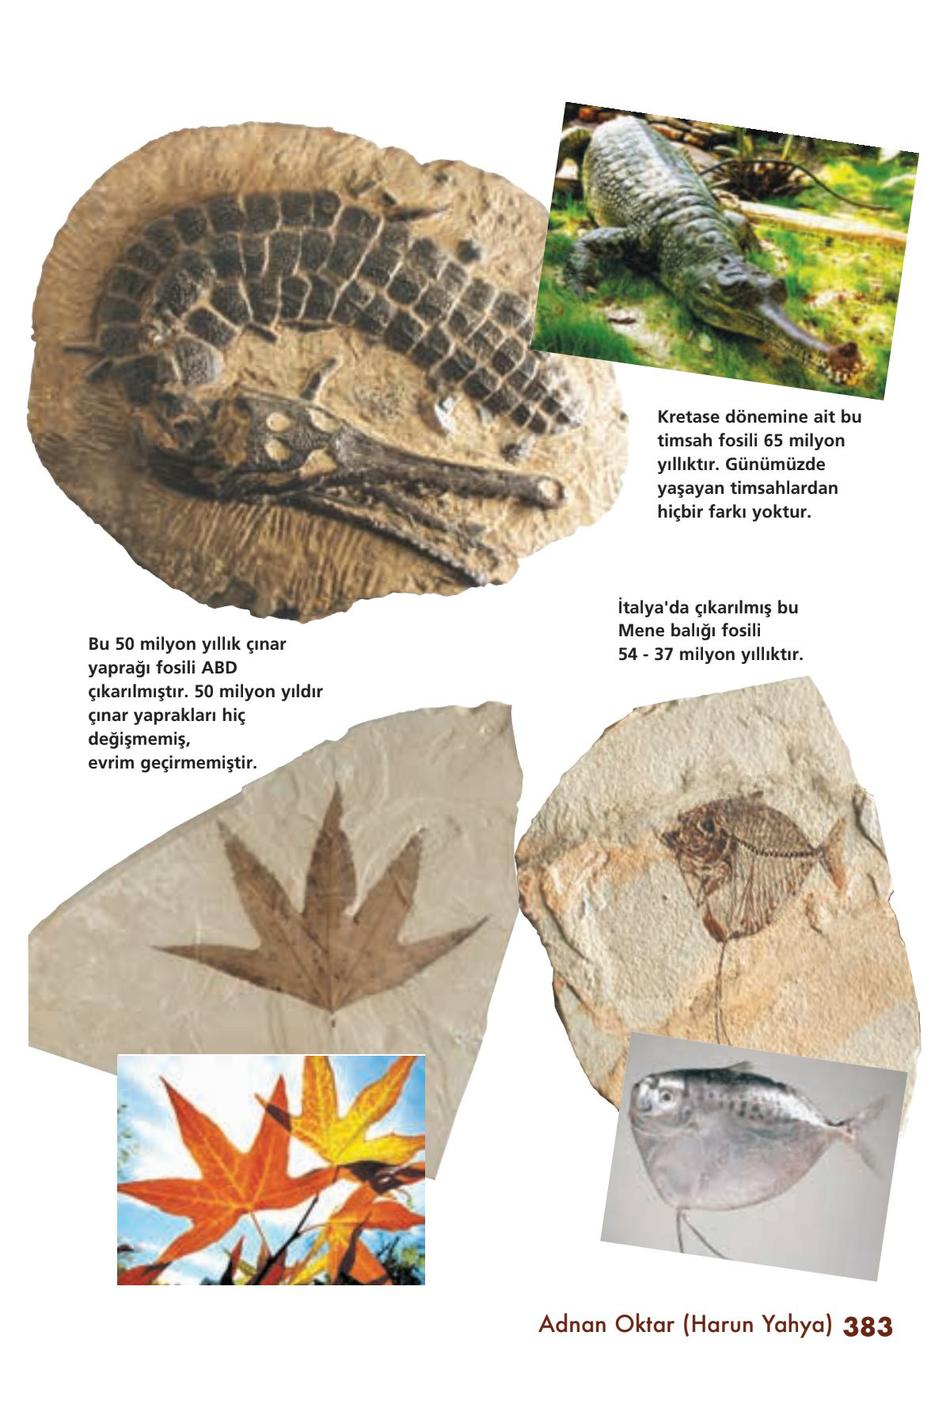 Kretase dönemine ait bu
timsah fosili 65 milyon
yıllıktır. Günümüzde
yaşayan timsahlardan
hiçbir farkı yoktur.
İtalya'da çıkarılmış bu
Mene balığı fosili
54 - 37 milyon yıllıktır.
Bu 50 milyon yıllık çınar
yaprağı fosili ABD
çıkarılmıştır. 50 milyon yıldır
çınar yaprakları hiç
değişmemiş,
evrim geçirmemiştir.
Adnan Oktar (Harun Yahya) 383